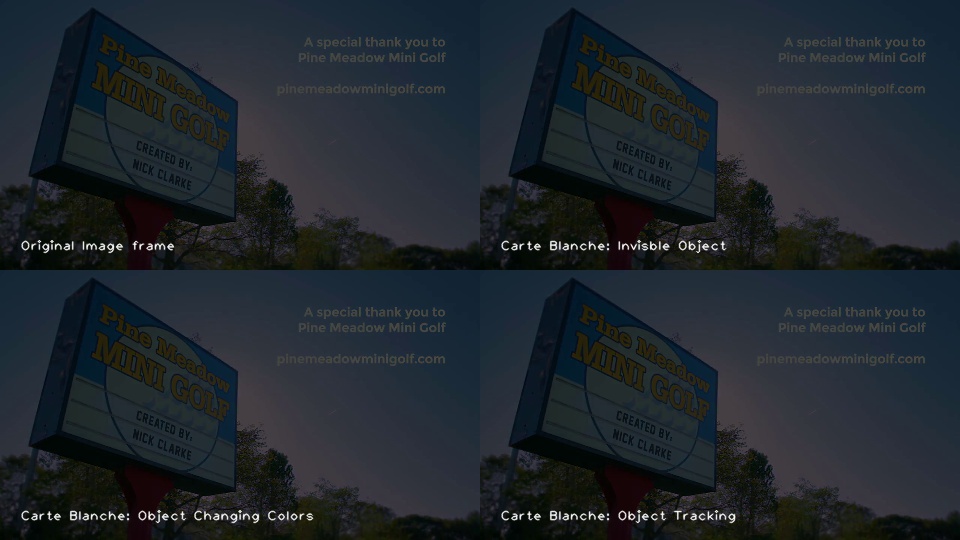 Pine Meadow
MINI GOLF
CREATED BY,
NICK CLARKE
A special thank you to
Pine Meadow Mini Golf
pinemeadowminigolf.com
Original Image frame
Pine Meadow
MINI GOLF
CREATED BY,
NICK CLARKE
A special thank you to
Pine Meadow Mini Golf
pinemeadowminigolf.com
Carte Blanche: Invisble Object
Pine Meadow
MINI GOLF
CREATED BY,
NICK CLARKE
A special thank you to
Pine Meadow Mini Golf
pinemeadowminigolf.com
Carte Blanche: Object Changing Colors
Pine Meadow
MINI GOLF
CREATED BY,
NICK CLARKE
A special thank you to
Pine Meadow Mini Golf
pinemeadowminigolf.com
Carte Blanche: Object Tracking